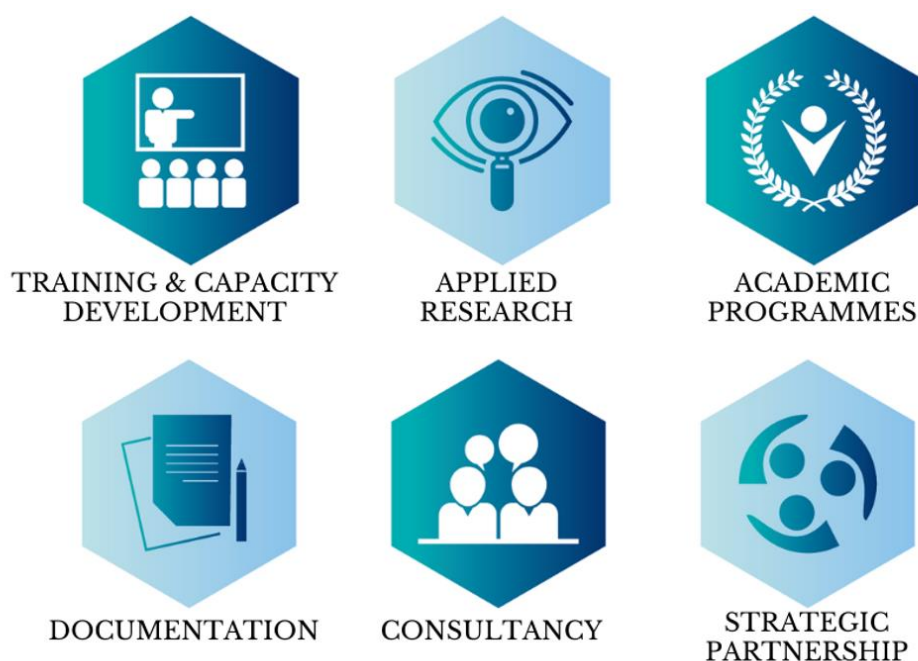 TRAINING & CAPACITY
DEVELOPMENT
APPLIED
RESEARCH
ACADEMIC
PROGRAMMES
DOCUMENTATION
CONSULTANCY
STRATEGIC
PARTNERSHIP